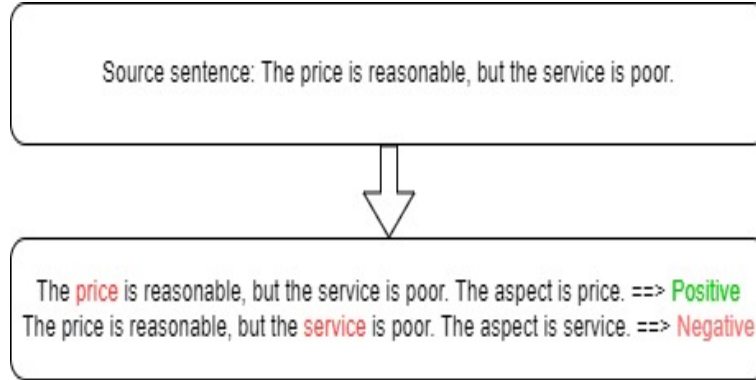 Source sentence: The price is reasonable, but the service is poor.
The price is reasonable, but the service is poor. The aspect is price. ==> Positive
The price is reasonable, but the service is poor. The aspect is service. ==> Negative